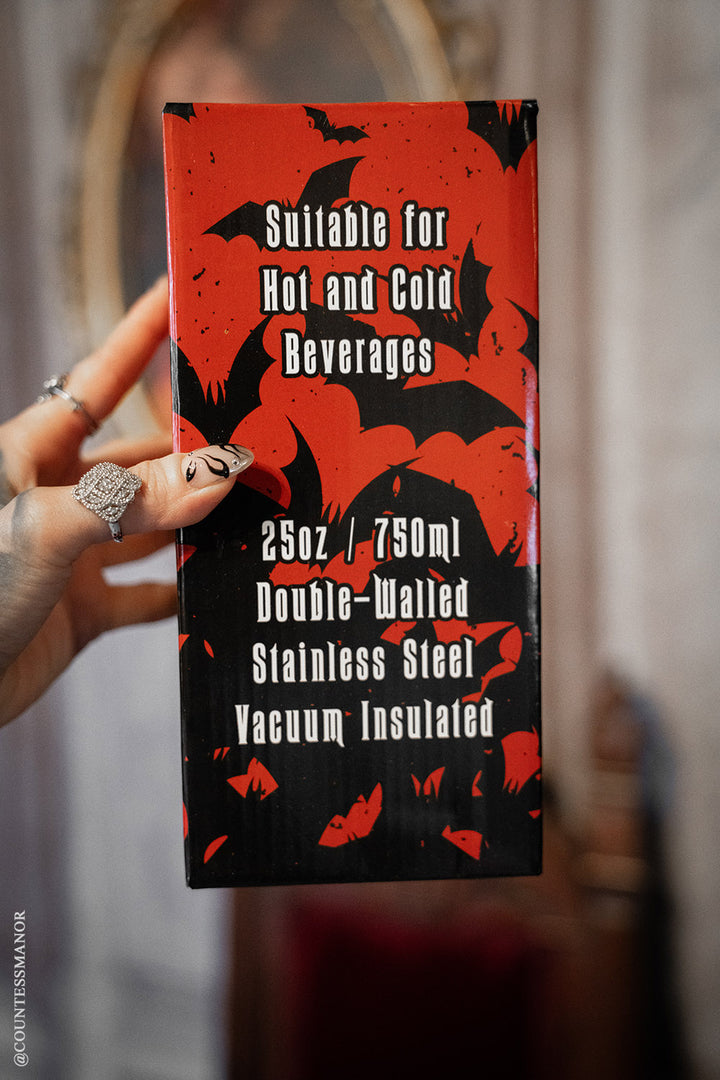 Suitable for
Hot and Cold
Beverages
25oz / 750ml
Double-Walled
Stainless Steel
Vacuum Insulated
@COUNTESSMANOR